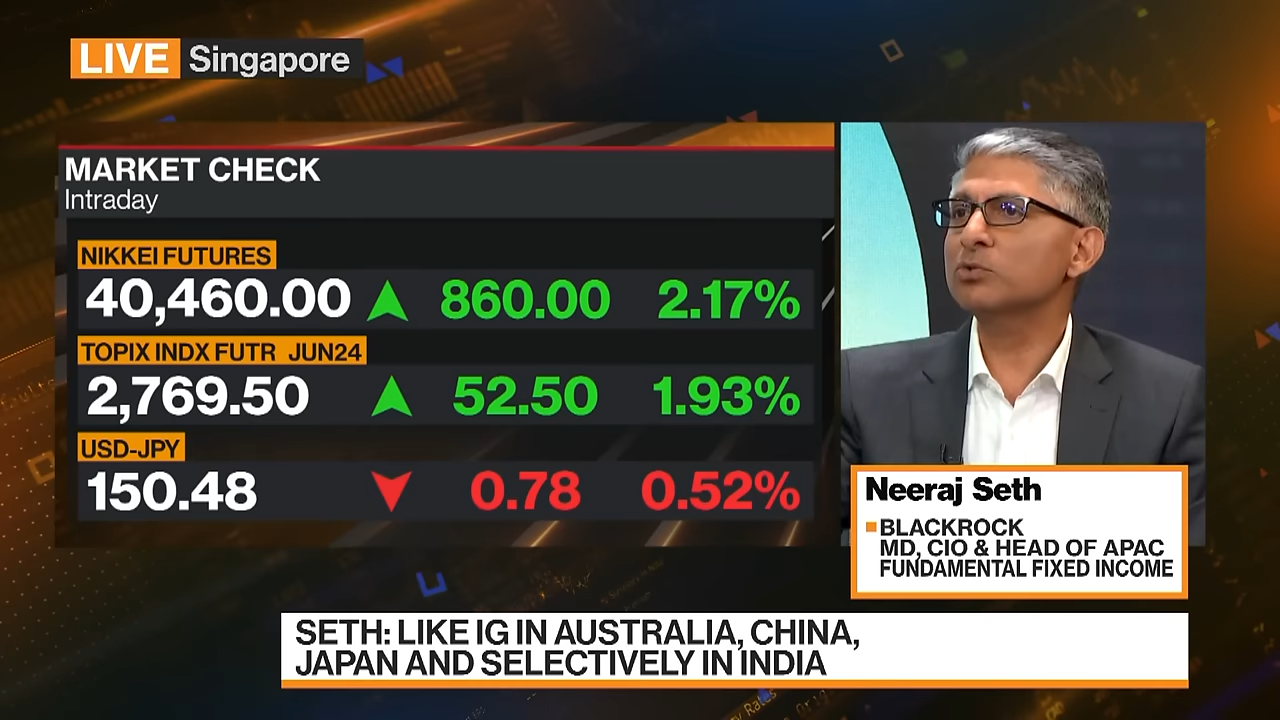 LIVE Singapore
MARKET CHECK
Intraday
NIKKEI FUTURES
40,460.00 860.00 2.17%
TOPIX INDX FUTR JUN24
2,769.50 52.50 1.93%
USD-JPY
150.48 0.78 0.52%
Neeraj Seth
BLACKROCK
MD, CIO & HEAD OF APAC
FUNDAMENTAL FIXED INCOME
SETH: LIKE IG IN AUSTRALIA, CHINA,
JAPAN AND SELECTIVELY IN INDIA